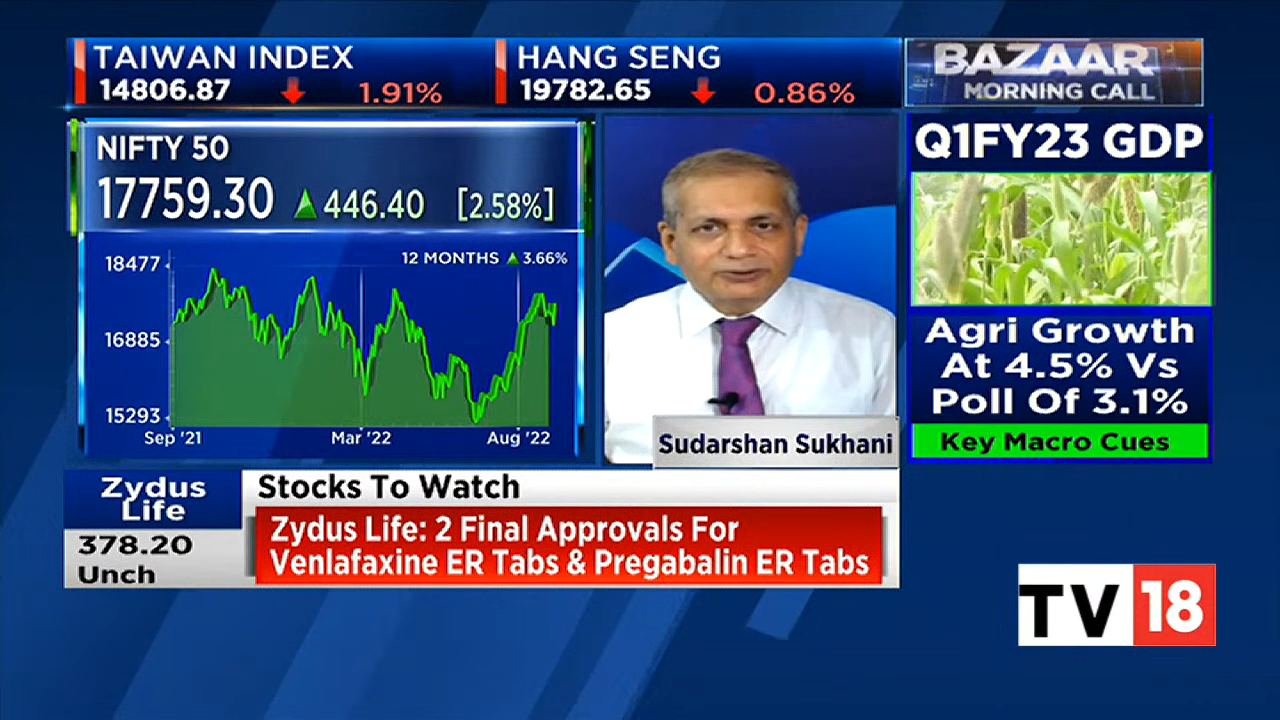 TAIWAN INDEX
14806.87 1.91%
HANG SENG
19782.65 0.86%
BAZAAR
MORNING CALL
NIFTY 50
17759.30 446.40 [2.58%]
12 MONTHS 3.66%
18477
16885
15293
Sep '21 Mar '22 Aug '22
Sudarshan Sukhani
Q1FY23 GDP
Agri Growth
At 4.5% Vs
Poll Of 3.1%
Key Macro Cues
Zydus
Life
378.20
Unch
Stocks To Watch
Zydus Life: 2 Final Approvals For
Venlafaxine ER Tabs & Pregabalin ER Tabs
TV18